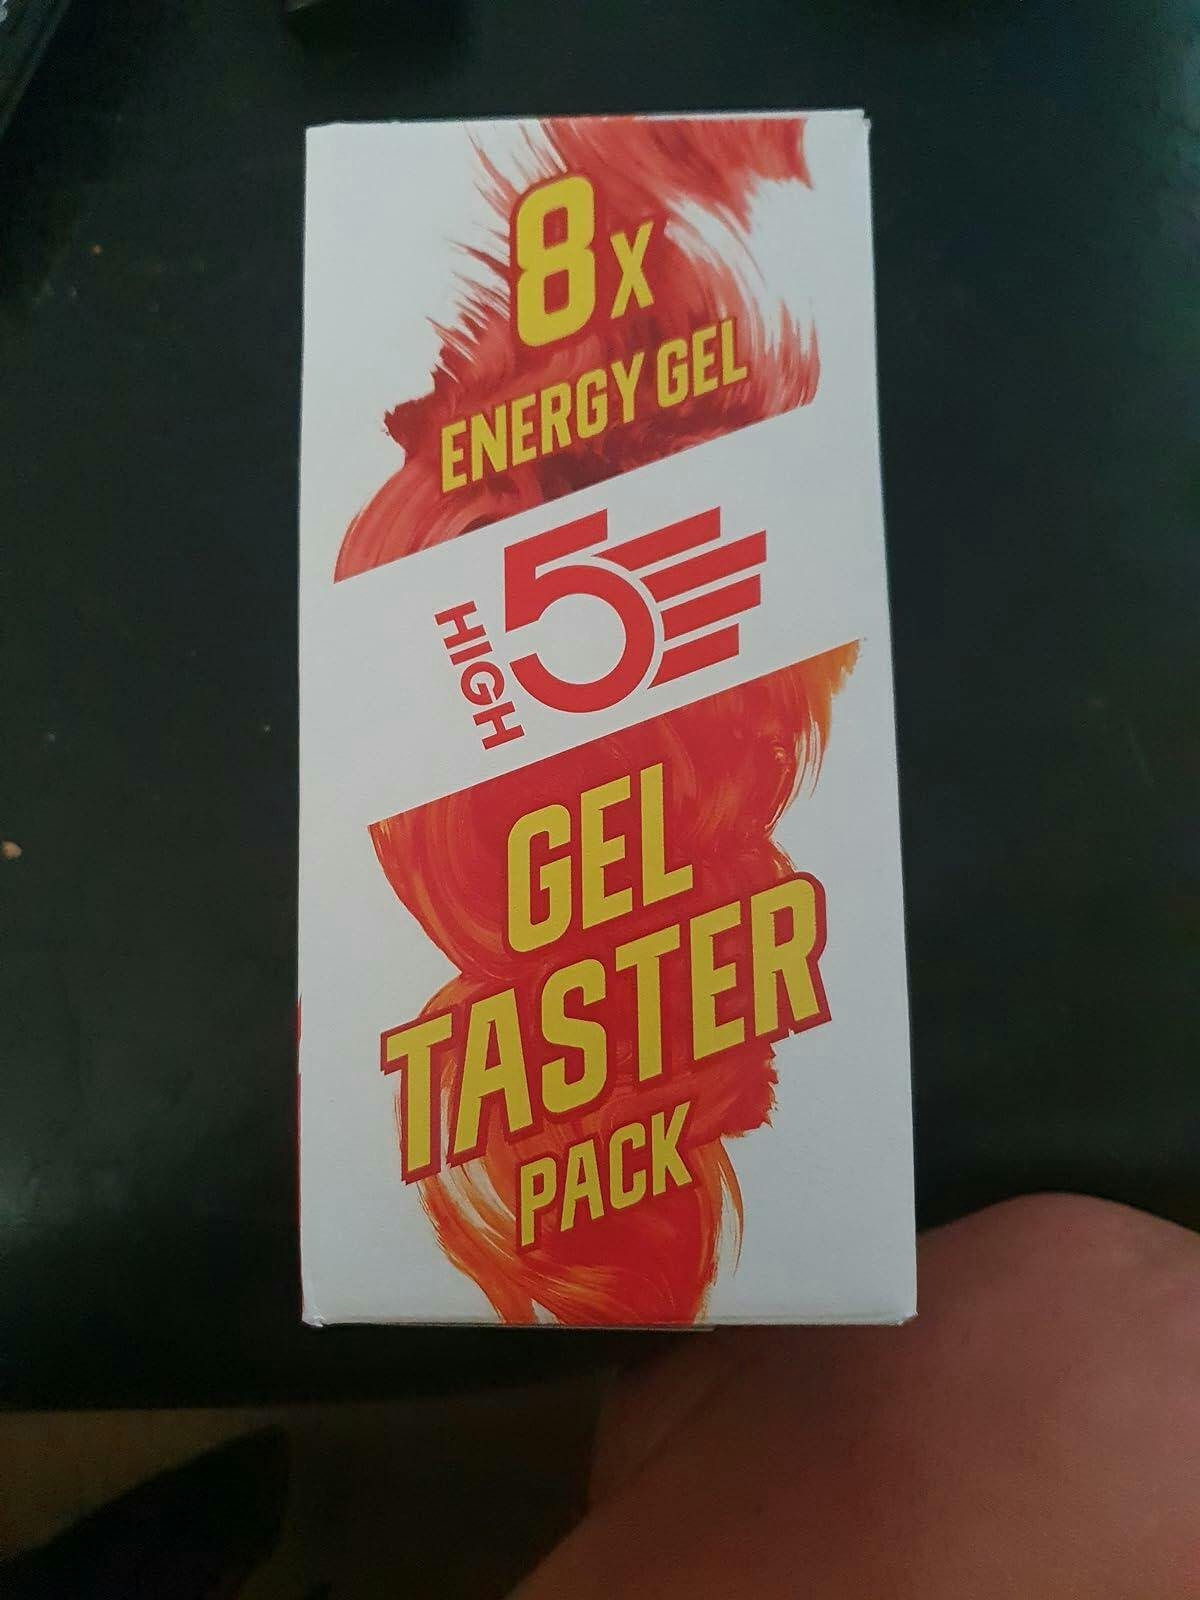 8x
ENERGY GEL
HIGH 5
GEL
TASTER
PACK